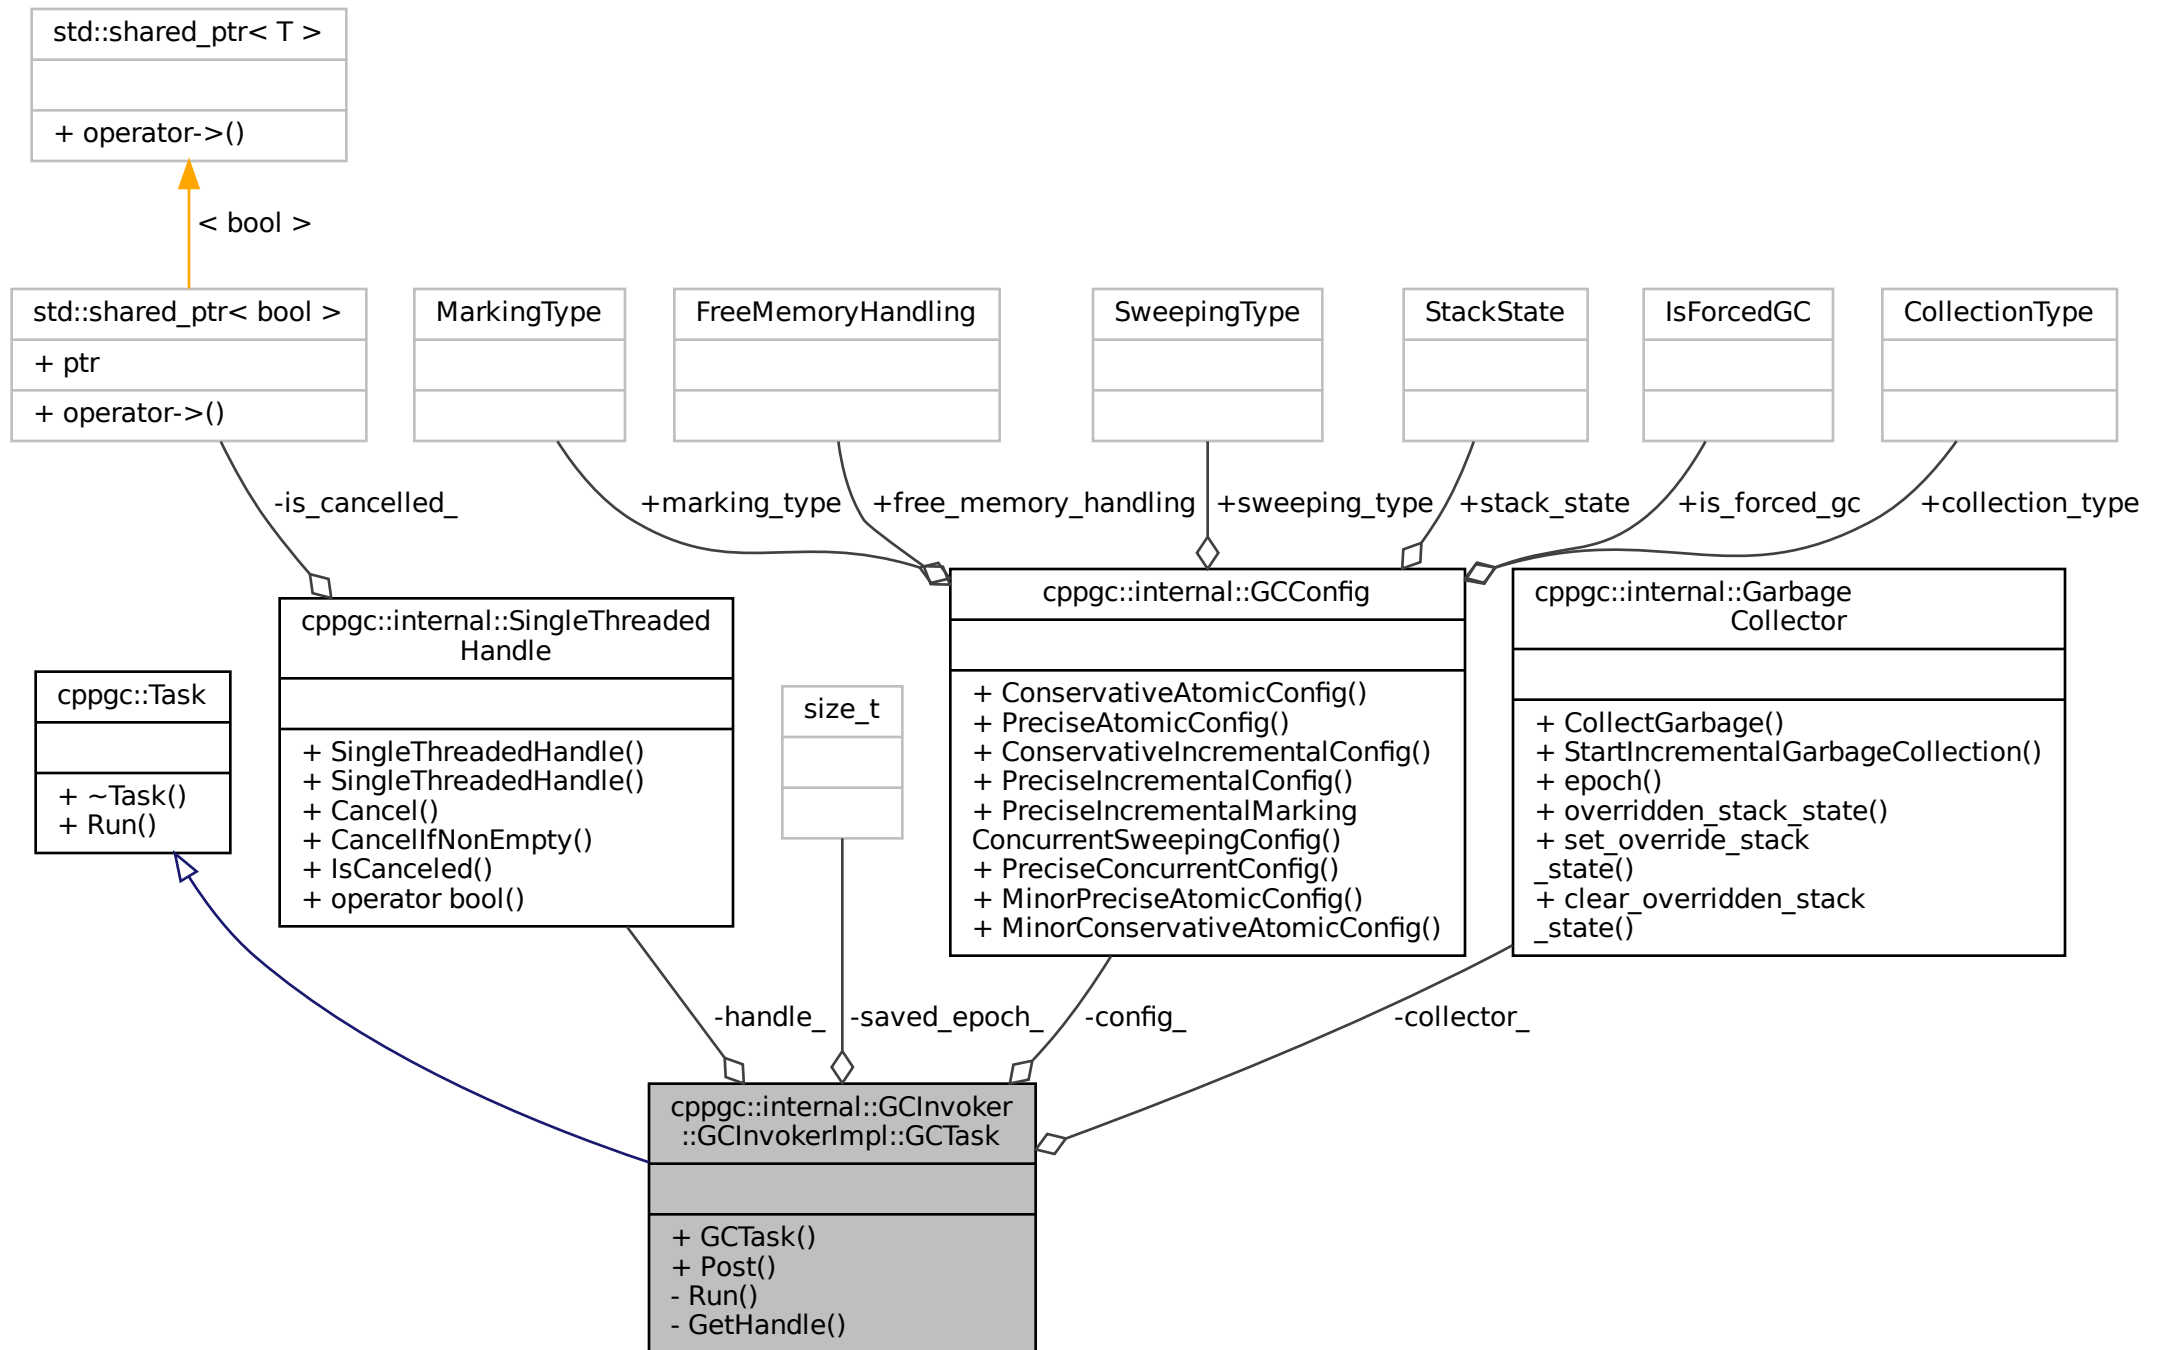 std::shared_ptr< T >
+ operator->()
< bool >
std::shared_ptr< bool >
+ ptr
+ operator->()
MarkingType
FreeMemoryHandling
SweepingType
StackState
IsForcedGC
CollectionType
-is_cancelled_
+marking_type
+free_memory_handling
+sweeping_type
+stack_state
+is_forced_gc
+collection_type
cppgc::Task
+ ~Task()
+ Run()
cppgc::internal::SingleThreaded
Handle
+ SingleThreadedHandle()
+ SingleThreadedHandle()
+ Cancel()
+ CancelIfNonEmpty()
+ IsCanceled()
+ operator bool()
size_t
cppgc::internal::GCConfig
+ ConservativeAtomicConfig()
+ PreciseAtomicConfig()
+ ConservativeIncrementalConfig()
+ PreciseIncrementalConfig()
+ PreciseIncrementalMarking
ConcurrentSweepingConfig()
+ PreciseConcurrentConfig()
+ MinorPreciseAtomicConfig()
+ MinorConservativeAtomicConfig()
cppgc::internal::Garbage
Collector
+ CollectGarbage()
+ StartIncrementalGarbageCollection()
+ epoch()
+ overridden_stack_state()
+ set_override_stack
_state()
+ clear_overridden_stack
_state()
-handle_
-saved_epoch_
-config_
-collector_
cppgc::internal::GCInvoker
::GCInvokerImpl::GCTask
+ GCTask()
+ Post()
- Run()
- GetHandle()